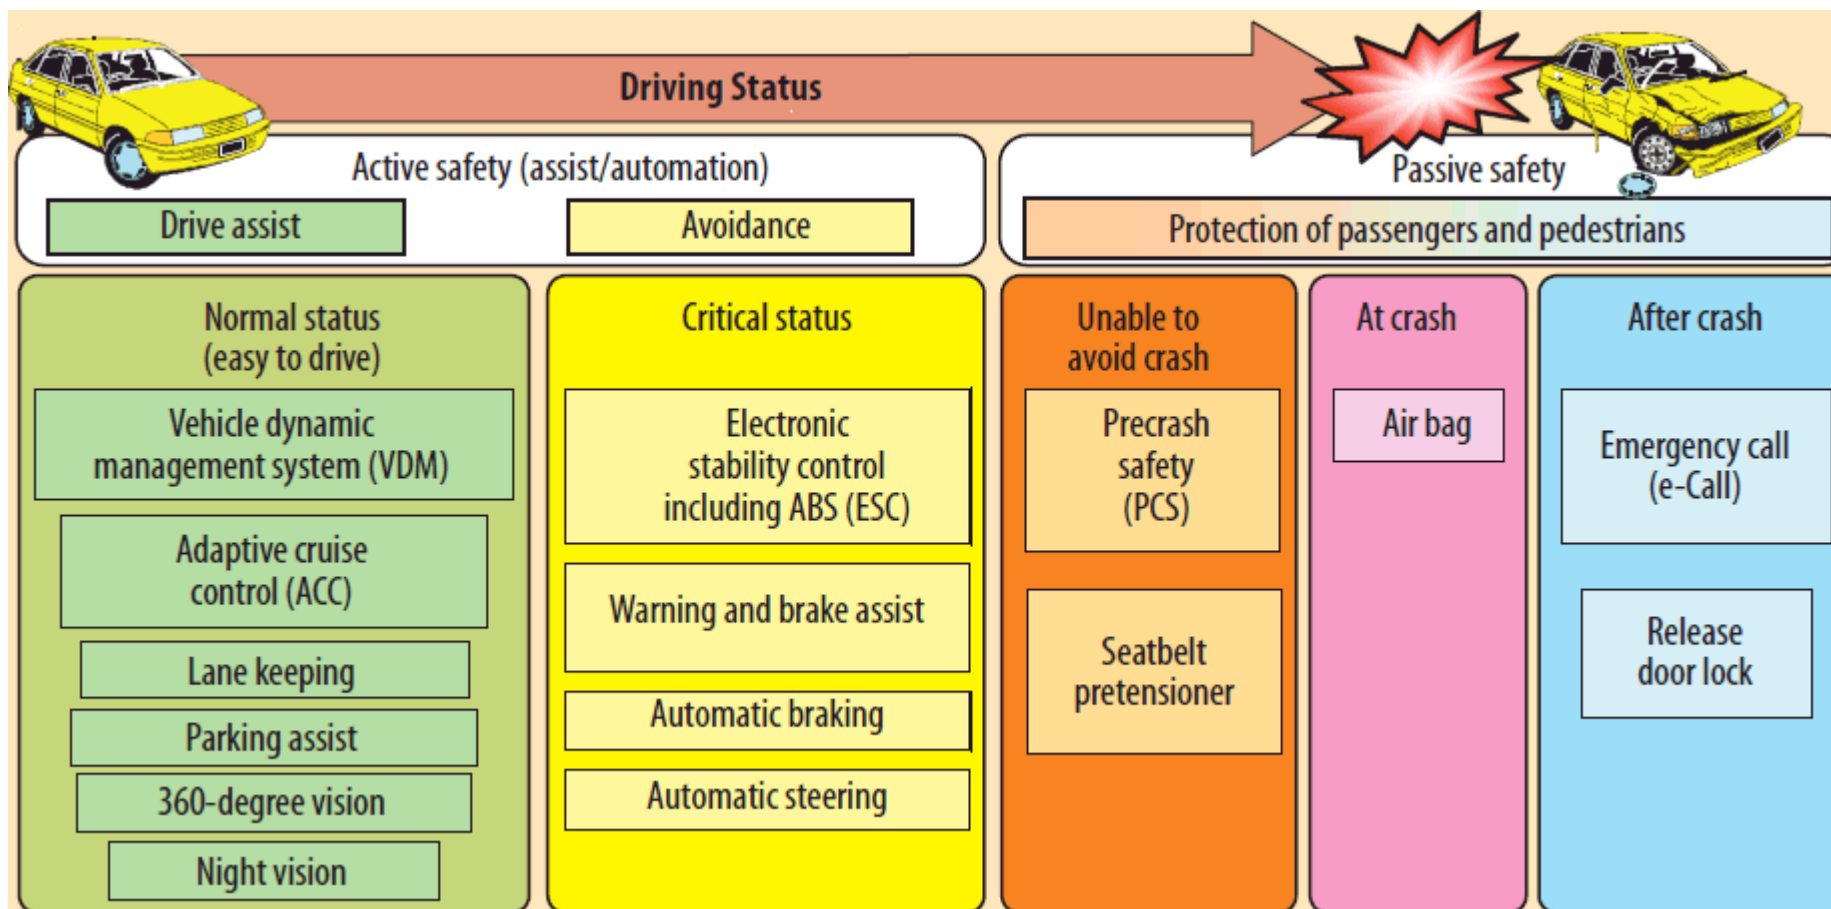 Driving Status
Active safety (assist/automation)
Drive assist
Avoidance
Passive safety
Protection of passengers and pedestrians
Normal status
(easy to drive)
Vehicle dynamic
management system (VDM)
Adaptive cruise
control (ACC)
Lane keeping
Parking assist
360-degree vision
Night vision
Critical status
Electronic
stability control
including ABS (ESC)
Warning and brake assist
Automatic braking
Automatic steering
Unable to
avoid crash
Precrash
safety
(PCS)
Seatbelt
pretensioner
At crash
Air bag
After crash
Emergency call
(e-Call)
Release
door lock